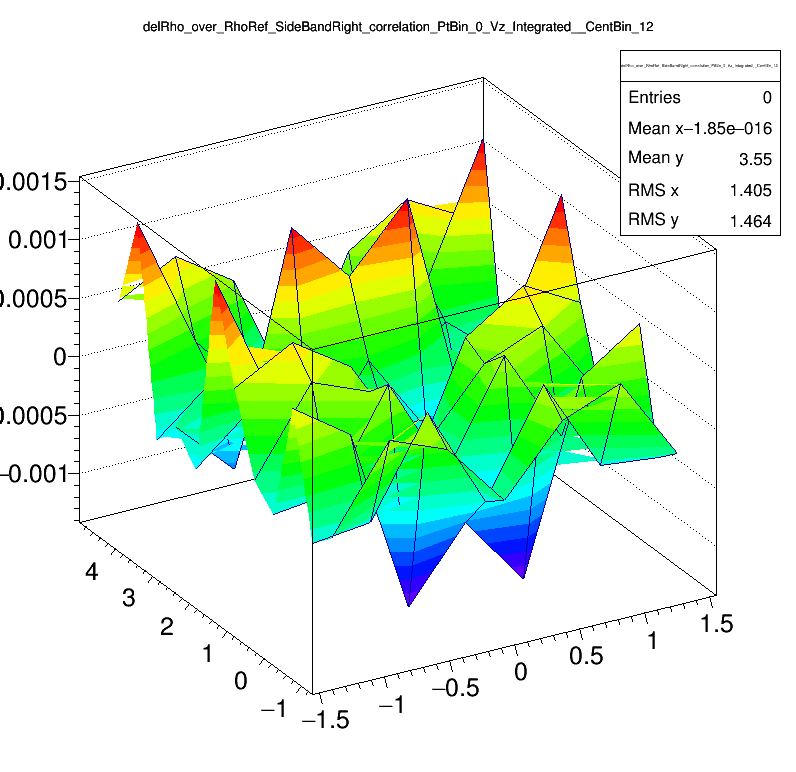 delRho_over_RhoRef_SideBandRight_correlation_PtBin_0_Vz_Integrated__CentBin_12
delRho_over_RhoRef_SideBandRight_correlation_PtBin_0_Vz_Integrated__CentBin_12
Entries 0
Mean x −1.85e−016
Mean y 3.55
RMS x 1.405
RMS y 1.464
0.0015
0.001
0.0005
0
0.0005
−0.001
4
3
2
1
0
−1
−1.5
−1
−0.5
0
0.5
1
1.5